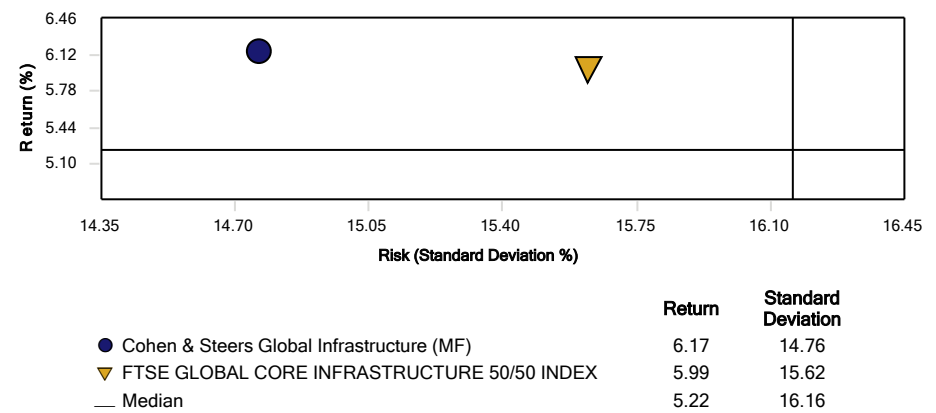 6.46
6.12
5.78
5.44
5.10
Return (%)
14.35 14.70 15.05 15.40 15.75 16.10 16.45
Risk (Standard Deviation %)
Return Standard Deviation
Cohen & Steers Global Infrastructure (MF) 6.17 14.76
FTSE GLOBAL CORE INFRASTRUCTURE 50/50 INDEX 5.99 15.62
Median 5.22 16.16